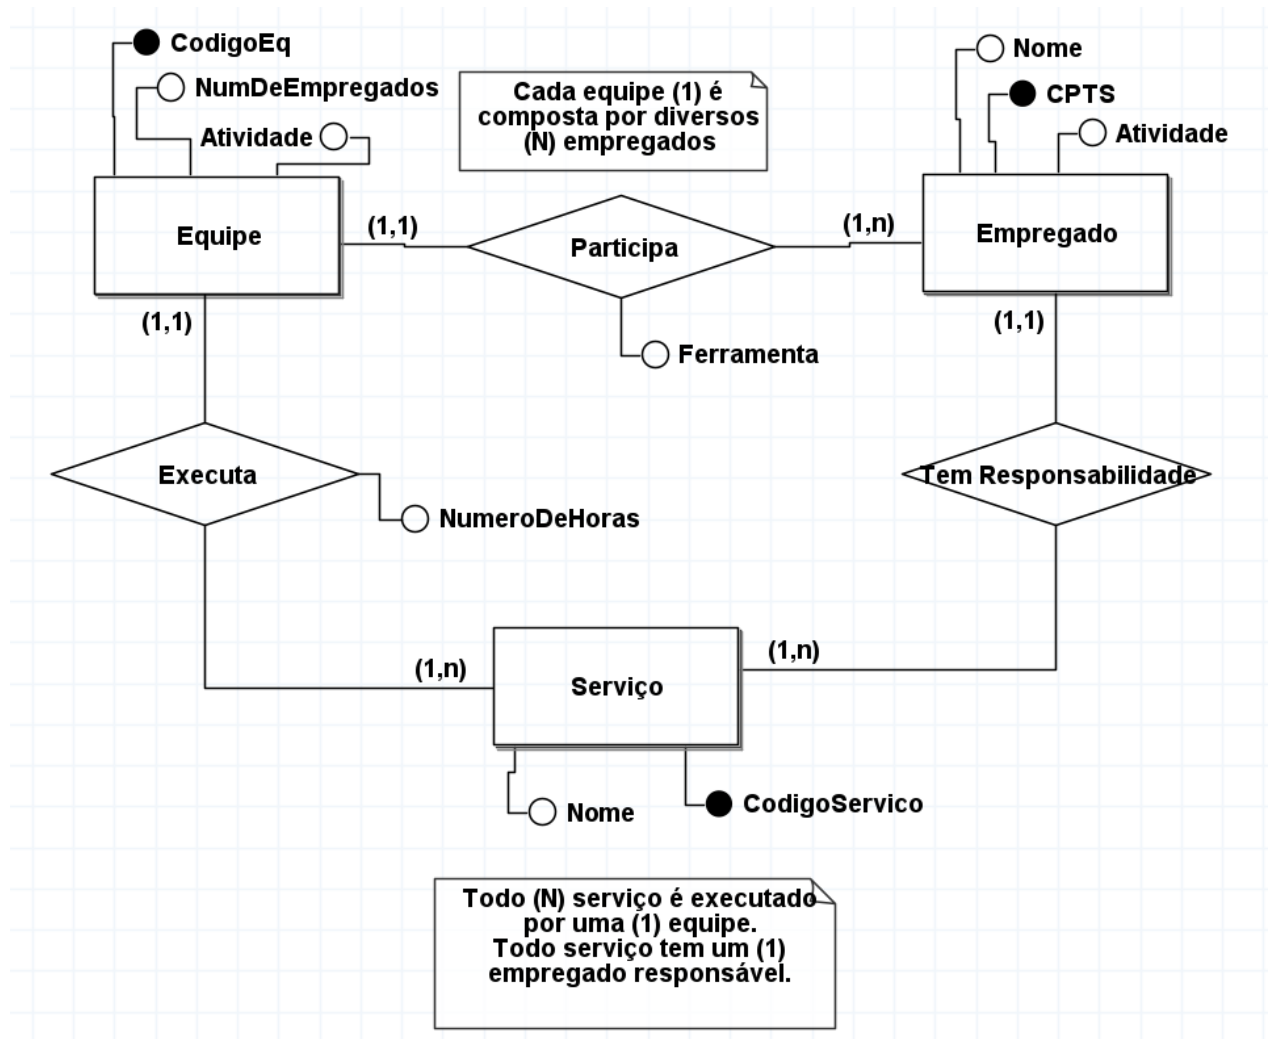 CodigoEq
NumDeEmpregados
Atividade
Equipe
Cada equipe (1) é
composta por diversos
(N) empregados
Nome
CPTS
Atividade
Empregado
(1,1)
Participa
(1,n)
Ferramenta
(1,1)
(1,1)
Executa
NumeroDeHoras
Tem Responsabilidade
(1,n)
(1,n)
Serviço
Nome
CodigoServico
Todo (N) serviço é executado
por uma (1) equipe.
Todo serviço tem um (1)
empregado responsável.